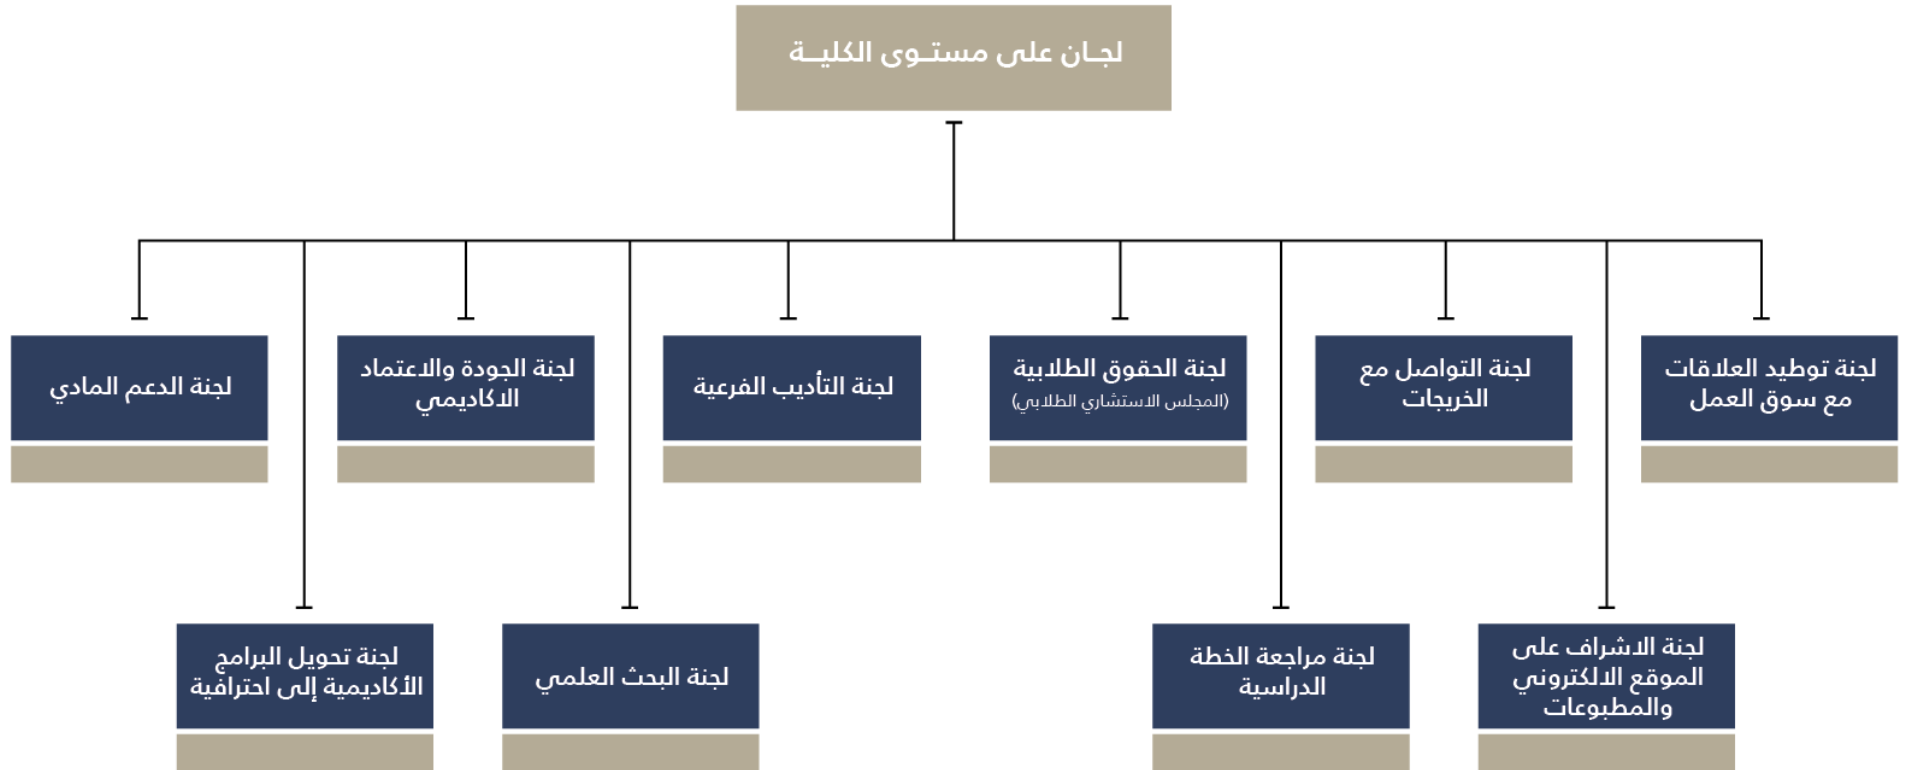 لجـان على مستـوى الكليـة
لجنة توطيد العلاقات
مع سوق العمل
لجنة التواصل مع
الخريجات
لجنة الحقوق الطلابية
(المجلس الاستشاري الطلابي)
لجنة التأديب الفرعية
لجنة الجودة والاعتماد
الاكاديمي
لجنة الدعم المادي
لجنة الاشراف على
الموقع الالكتروني
والمطبوعات
لجنة مراجعة الخطة
الدراسية
لجنة البحث العلمي
لجنة تحويل البرامج
الأكاديمية إلى احترافية